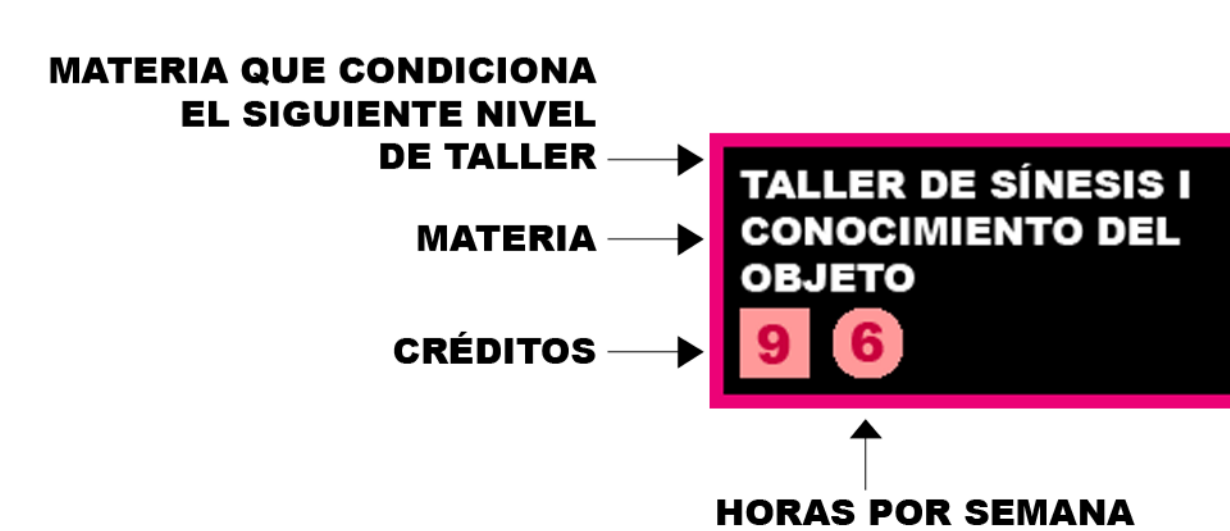 MATERIA QUE CONDICIONA
EL SIGUIENTE NIVEL
DE TALLER
TALLER DE SÍNESIS I
MATERIA
CONOCIMIENTO DEL
OBJETO
CRÉDITOS
9 6
HORAS POR SEMANA